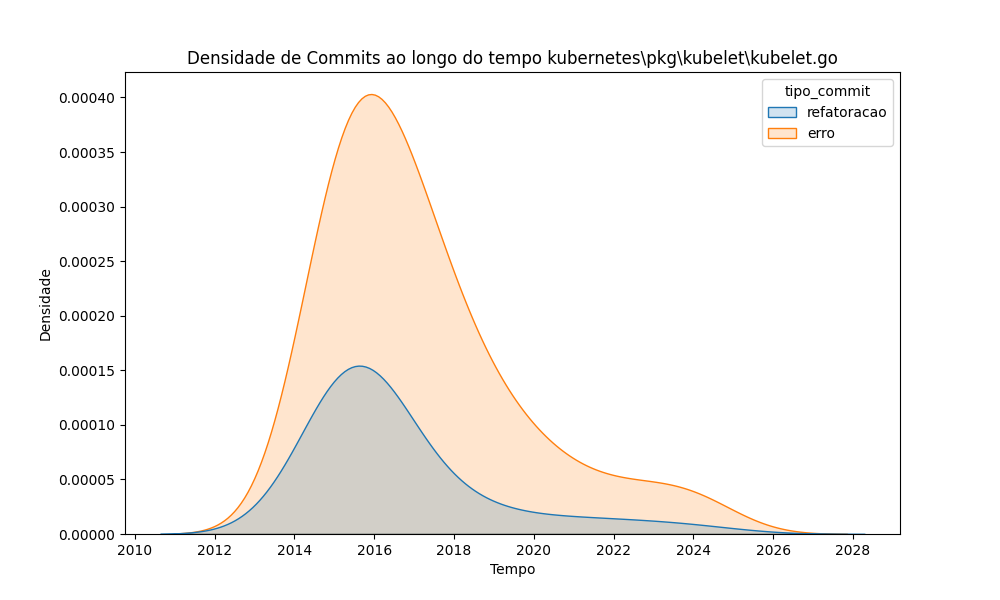 Densidade de Commits ao longo do tempo kubernetes\pkg\kubelet\kubelet.go
tipo_commit
refatoracao
erro
Densidade
0.00040
0.00035
0.00030
0.00025
0.00020
0.00015
0.00010
0.00005
0.00000
2010 2012 2014 2016 2018 2020 2022 2024 2026 2028
Tempo